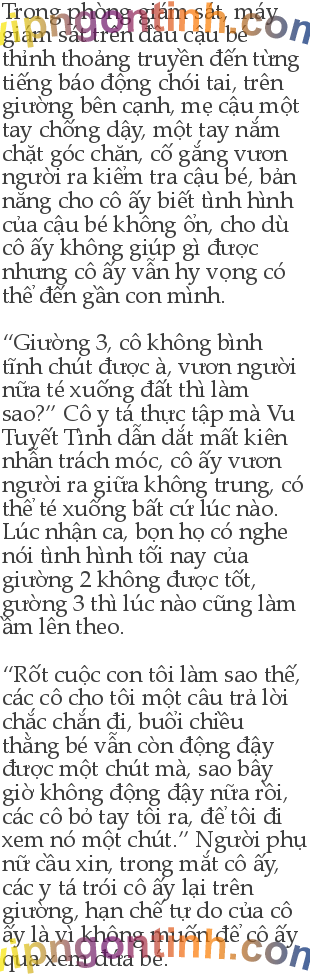 Trong phòng giám sát, máy
vipngontinh.com
giám sát trên đầu cậu bé
thỉnh thoảng truyền đến từng
tiếng báo động chói tai, trên
giường bên cạnh, mẹ cậu một
tay chống dậy, một tay nắm
chặt góc chăn, cố gắng vươn
người ra kiểm tra cậu bé, bản
năng cho cô ấy biết tình hình
của cậu bé không ổn, cho dù
cô ấy không giúp gì được
nhưng cô ấy vẫn hy vọng có
thể đến gần con mình.
“Giường 3, cô không bình
tĩnh chút được à, vươn người
nữa té xuống đất thì làm
sao?” Cô y tá thực tập mà Vu
Tuyết Tình dẫn dắt mất kiên
nhẫn trách móc, cô ấy vươn
người ra giữa không trung, có
thể té xuống bất cứ lúc nào.
Lúc nhận ca, bọn họ có nghe
nói tình hình tối nay của
giường 2 không được tốt,
gường 3 thì lúc nào cũng làm
ầm lên theo.
“Rốt cuộc con tôi làm sao thế,
các cô cho tôi một câu trả lời
chắc chắn đi, buổi chiều
thằng bé vẫn còn động đậy
được một chút mà, sao bây
giờ không động đậy nữa rồi,
các cô bỏ tay tôi ra, để tôi đi
xem nó một chút.” Người phụ
nữ cầu xin, trong mắt cô ấy,
các y tá trói cô ấy lại trên
giường, hạn chế tự do của cô
ấy là vì không muốn để cô ấy
vipngontinh.com
qua xem đứa bé.